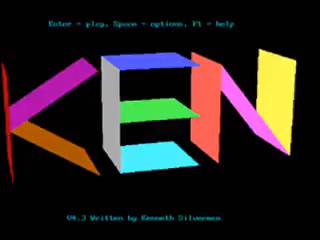 Enter = play, Space = options, F1 = help
KEN
V4.3 Written by Kenneth Silverman